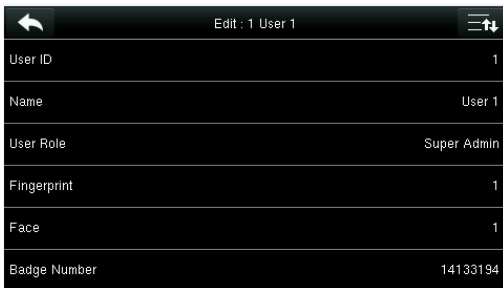 Edit : 1 User 1
User ID 1
Name User 1
User Role Super Admin
Fingerprint 1
Face 1
Badge Number 14133194